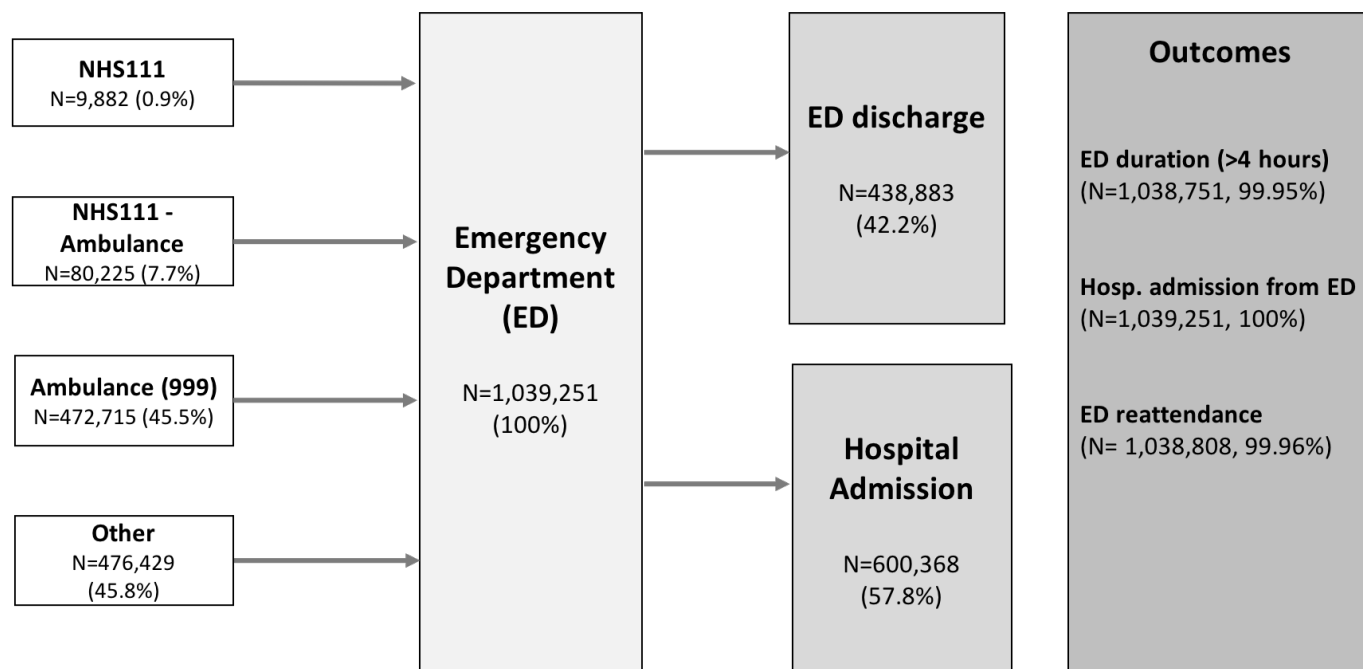 NHS111
N=9,882 (0.9%)
NHS111 -
Ambulance
N=80,225 (7.7%)
Ambulance (999)
N=472,715 (45.5%)
Other
N=476,429
(45.8%)
Emergency
Department
(ED)
N=1,039,251
(100%)
ED discharge
N=438,883
(42.2%)
Hospital
Admission
N=600,368
(57.8%)
Outcomes
ED duration (>4 hours)
(N=1,038,751, 99.95%)
Hosp. admission from ED
(N=1,039,251, 100%)
ED reattendance
(N= 1,038,808, 99.96%)